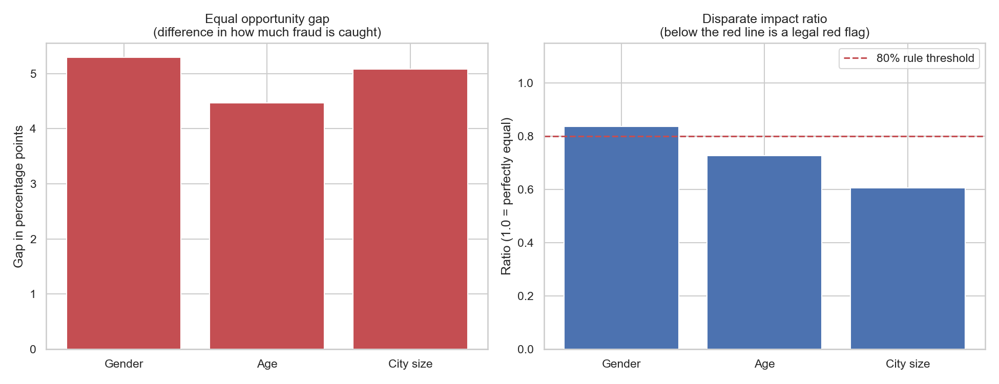 Equal opportunity gap
(difference in how much fraud is caught)
Gap in percentage points
5
4
3
2
1
0
Gender
Age
City size
Disparate impact ratio
(below the red line is a legal red flag)
80% rule threshold
Ratio (1.0 = perfectly equal)
1.0
0.8
0.6
0.4
0.2
0.0
Gender
Age
City size